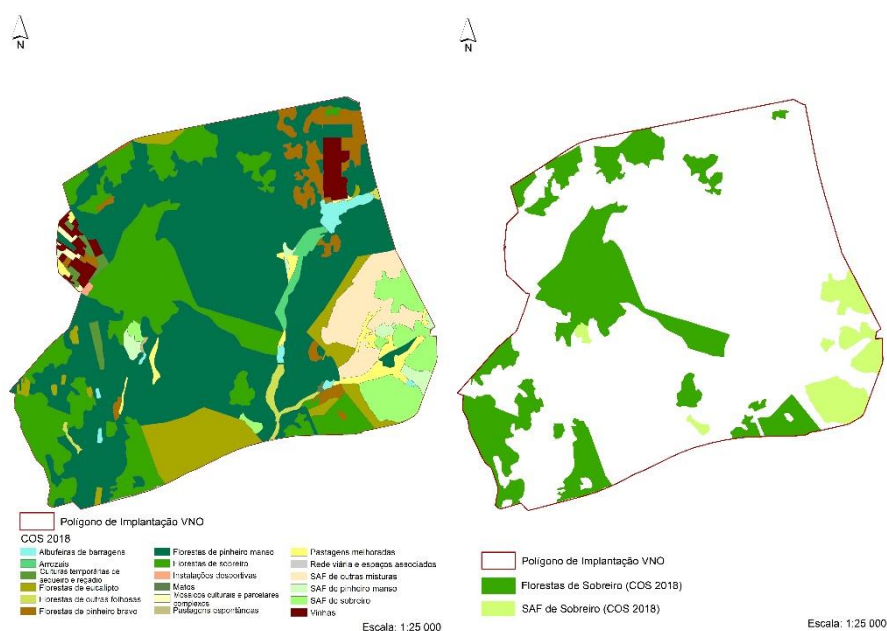 N
N
Polígono de Implantação VNO
COS 2018
Albufeiras de barragens
Arrozais
Culturas temporárias de
sequeiro e regadio
Florestas de eucalipto
Florestas de outras folhosas
Florestas de pinheiro bravo
Florestas de pinheiro manso
Florestas de sobreiro
Instalações desportivas
Matos
Mosaicos culturais e parcelares
complexos
Pastagens espontâneas
Pastagens melhoradas
Rede viária e espaços associados
SAF de outras misturas
SAF de pinheiro manso
SAF de sobreiro
Vinhas
Escala: 1:25 000
Polígono de Implantação VNO
Florestas de Sobreiro (COS 2018)
SAF de Sobreiro (COS 2018)
Escala: 1:25 000